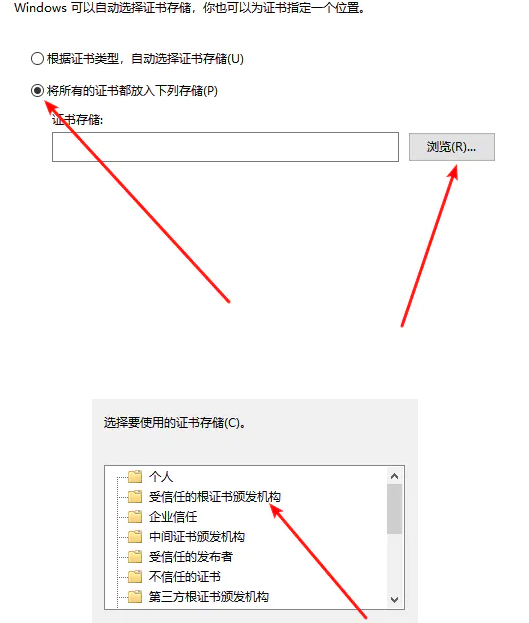 Windows 可以自动选择证书存储，你也可以为证书指定一个位置。
根据证书类型，自动选择证书存储(U)
将所有的证书都放入下列存储(P)
证书存储:
浏览(R)...
选择要使用的证书存储(C)。
个人
受信任的根证书颁发机构
企业信任
中间证书颁发机构
受信任的发布者
不信任的证书
第三方根证书颁发机构